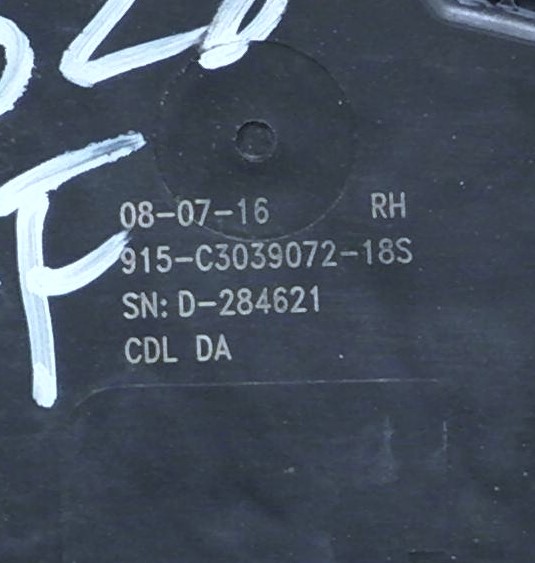 F
08-07-16 RH
915-C3039072-18S
SN: D-284621
CDL DA